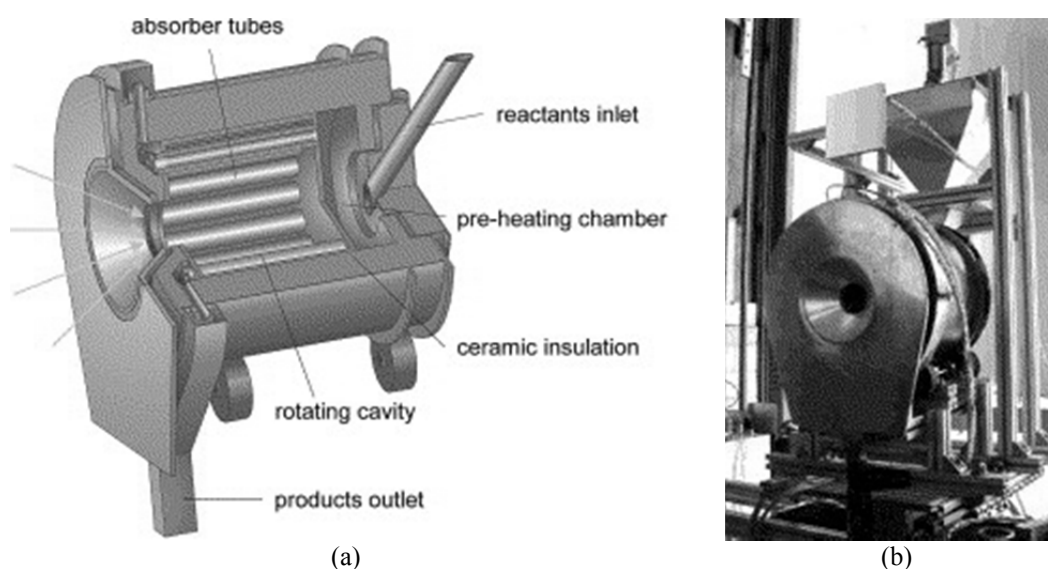 absorber tubes
reactants inlet
pre-heating chamber
ceramic insulation
rotating cavity
products outlet
(a)
(b)